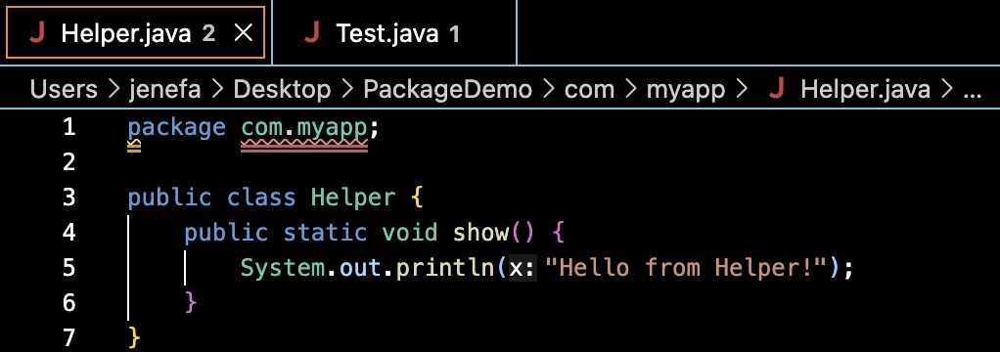 J Helper.java 2 × J Test.java 1
Users > jenefa > Desktop > PackageDemo > com > myapp > J Helper.java > ...
1 package com.myapp;
2
3 public class Helper {
4     public static void show() {
5         System.out.println(x: "Hello from Helper!");
6     }
7 }